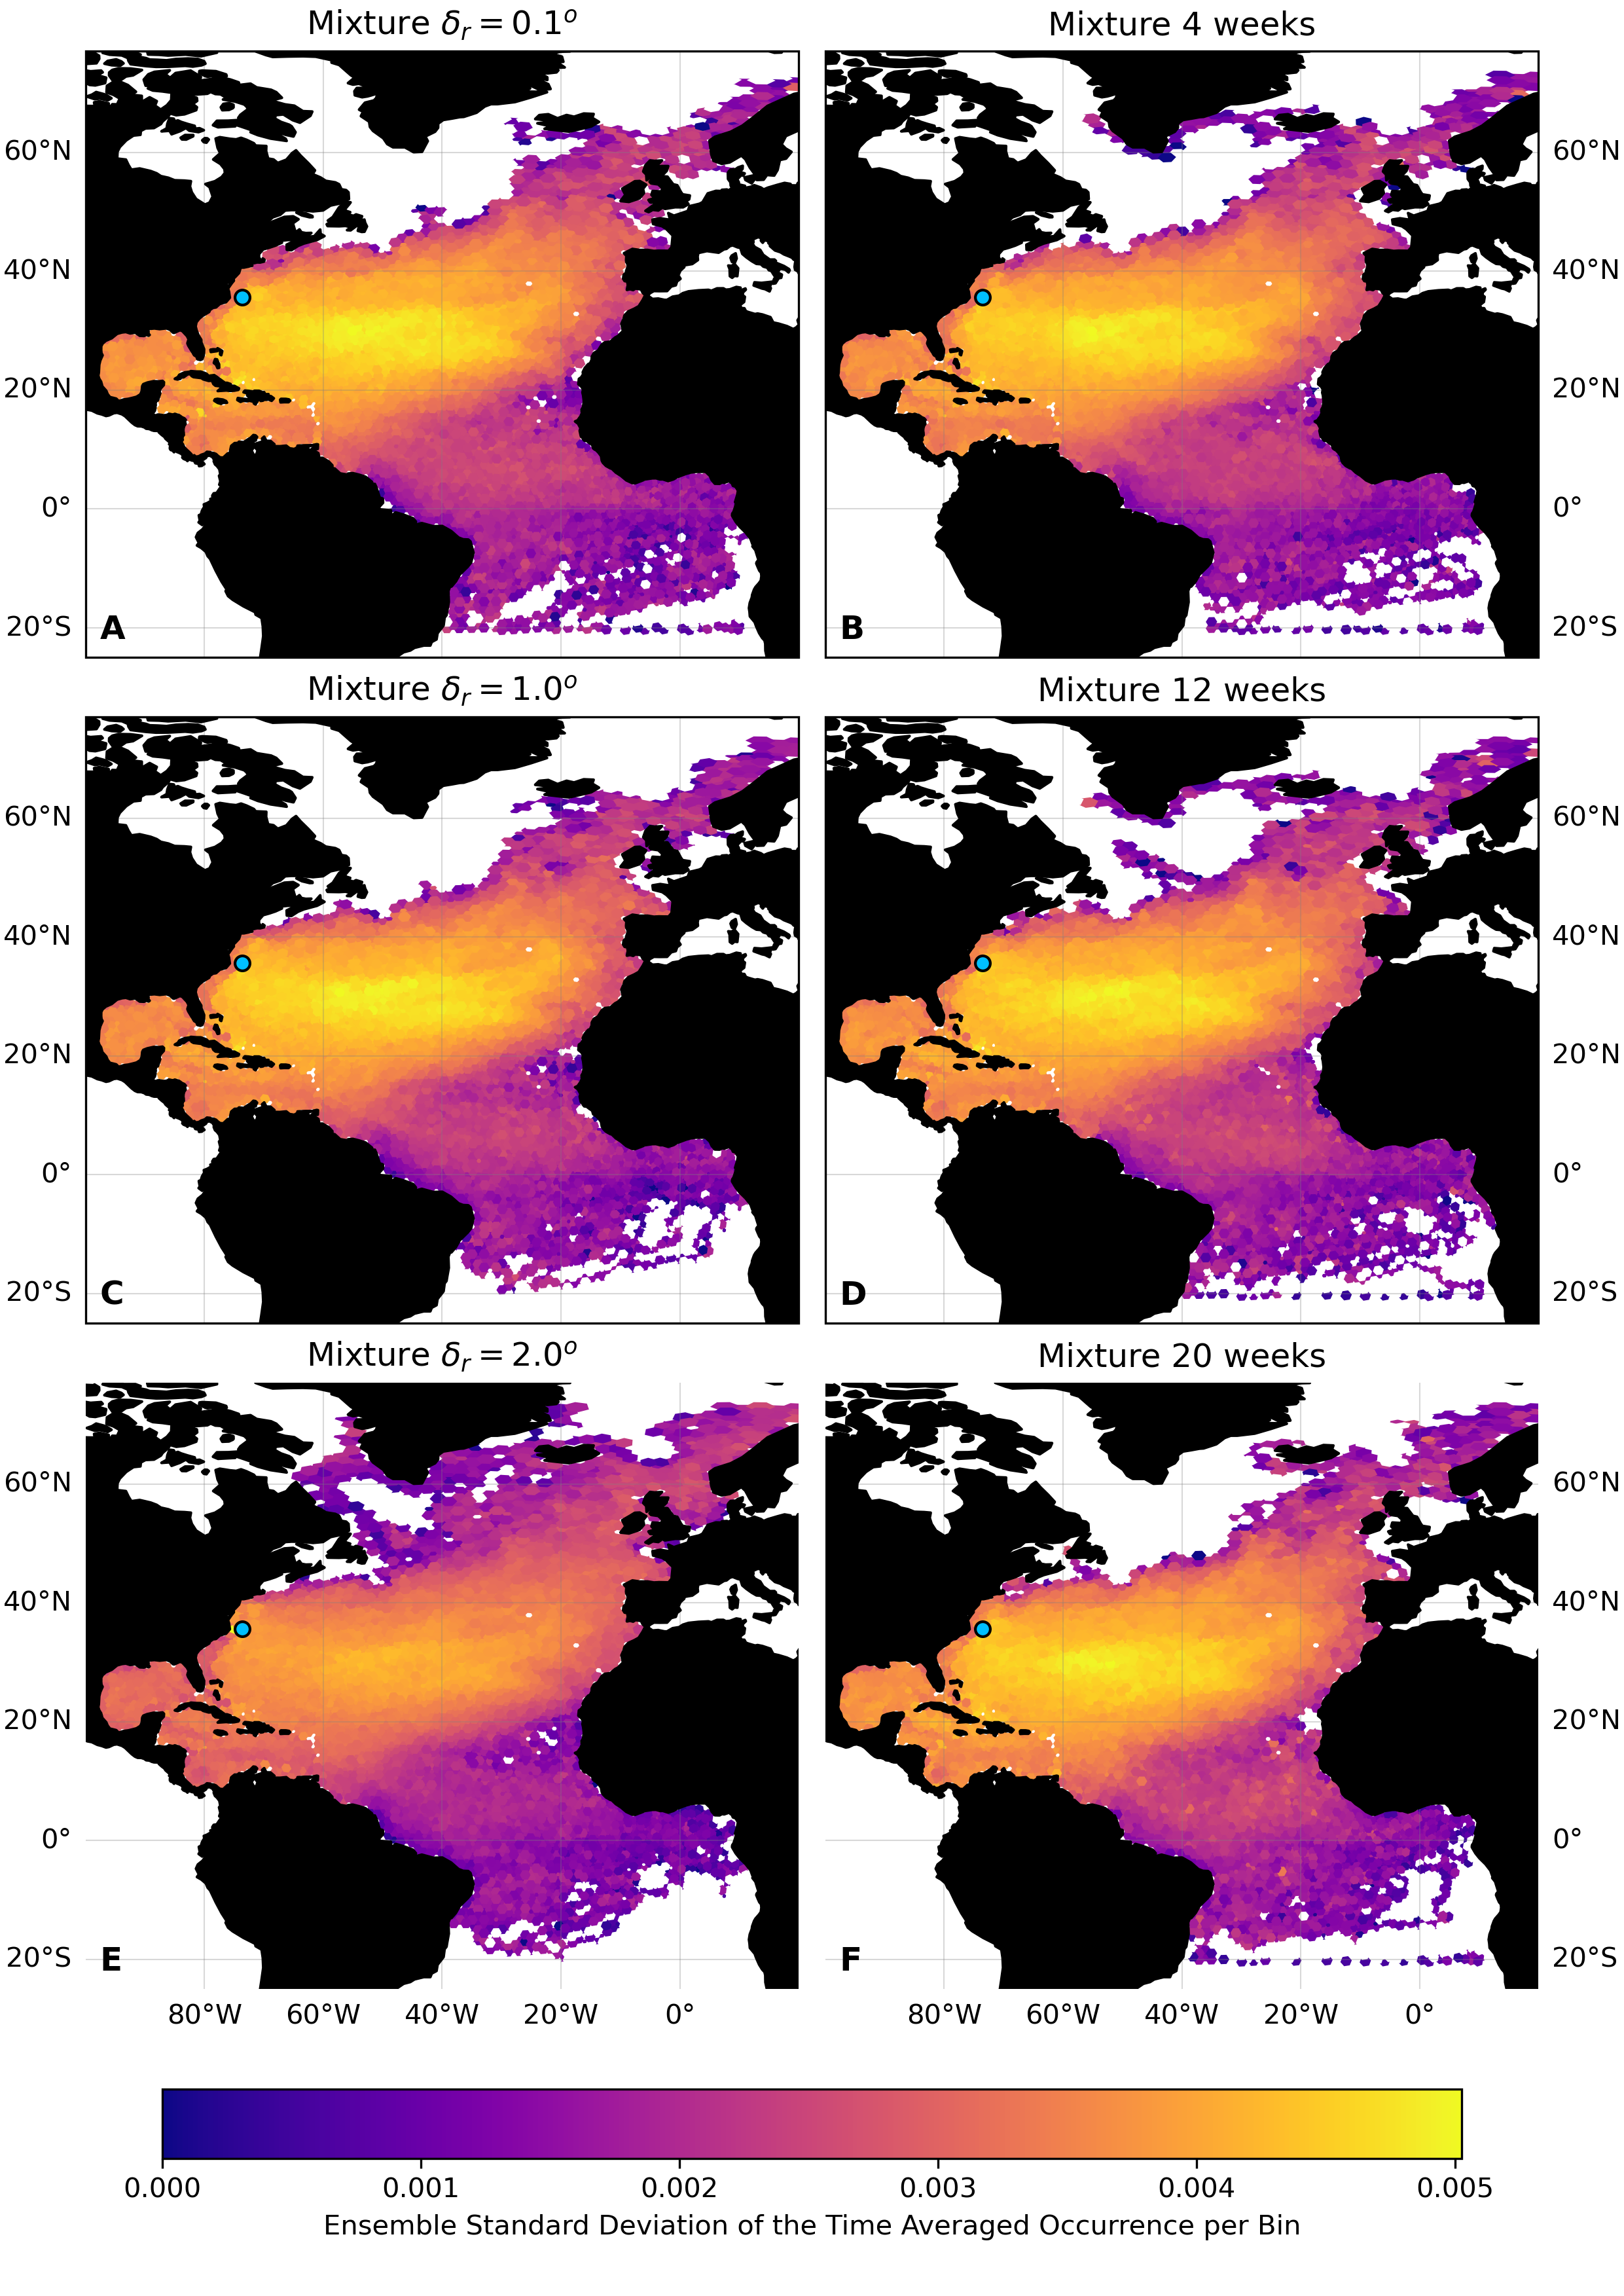 Mixture δr = 0.1°
Mixture 4 weeks
60°N
60°N
40°N
40°N
20°N
20°N
0°
0°
20°S
A
B
20°S
Mixture δr = 1.0°
Mixture 12 weeks
60°N
60°N
40°N
40°N
20°N
20°N
0°
0°
20°S
C
D
20°S
Mixture δr = 2.0°
Mixture 20 weeks
60°N
60°N
40°N
40°N
20°N
20°N
0°
0°
20°S
E
F
20°S
80°W 60°W 40°W 20°W 0°
80°W 60°W 40°W 20°W 0°
0.000 0.001 0.002 0.003 0.004 0.005
Ensemble Standard Deviation of the Time Averaged Occurrence per Bin